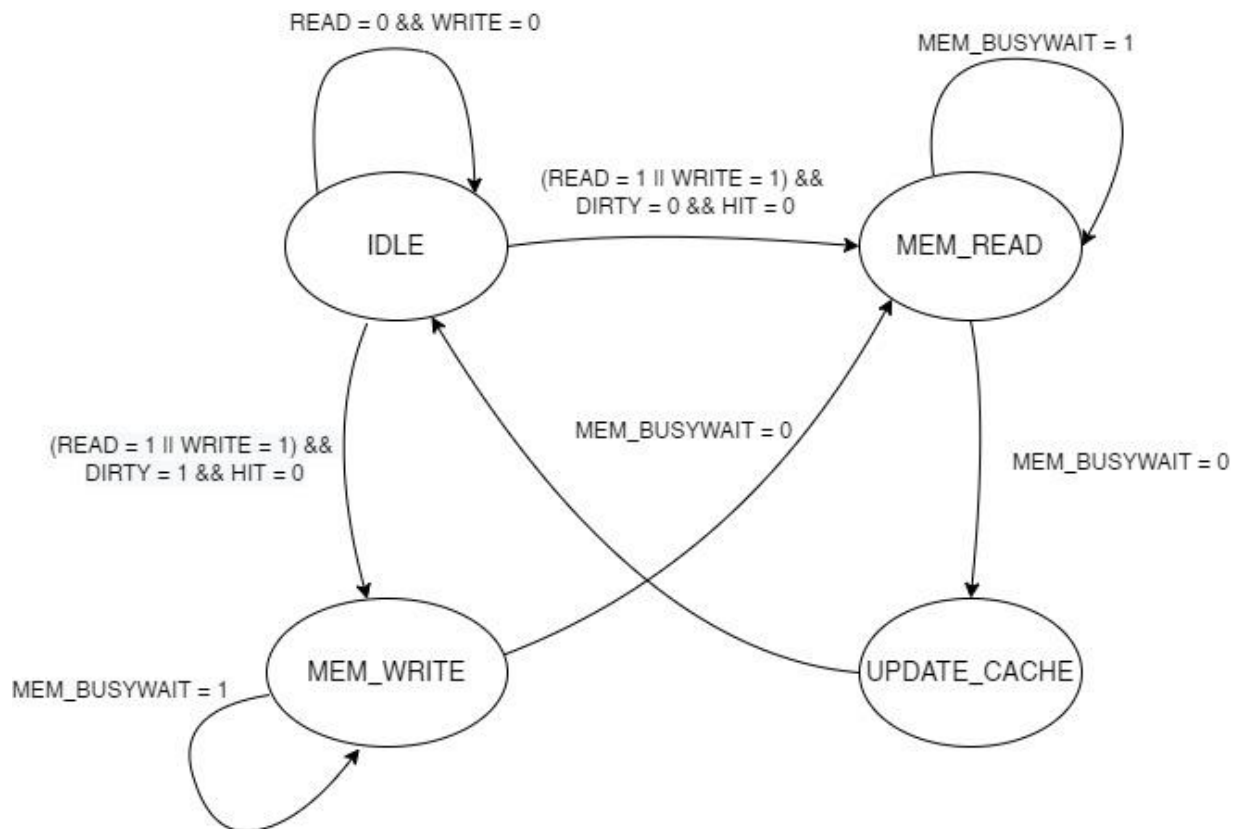 READ = 0 && WRITE = 0
MEM_BUSYWAIT = 1
(READ = 1 || WRITE = 1) &&
DIRTY = 0 && HIT = 0
IDLE
MEM_READ
(READ = 1 || WRITE = 1) &&
DIRTY = 1 && HIT = 0
MEM_BUSYWAIT = 0
MEM_BUSYWAIT = 0
MEM_WRITE
UPDATE_CACHE
MEM_BUSYWAIT = 1